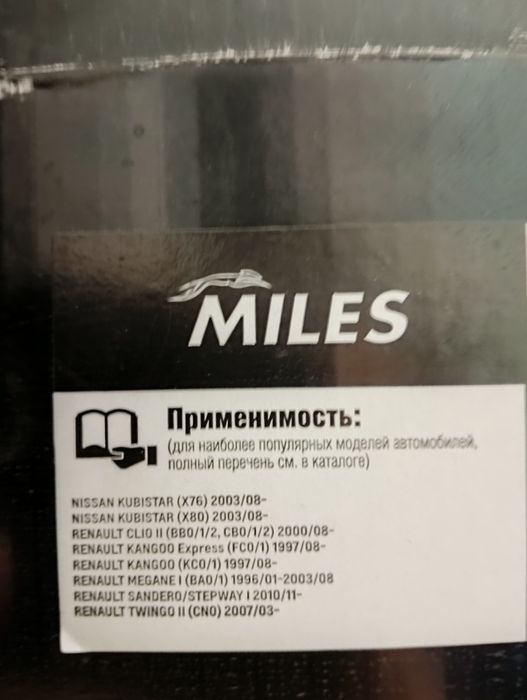 MILES
Применимость:
(для наиболее популярных моделей автомобилей,
полный перечень см. в каталоге)
NISSAN KUBISTAR (X76) 2003/08-
NISSAN KUBISTAR (X80) 2003/08-
RENAULT CLIO II (BB0/1/2, CB0/1/2) 2000/08-
RENAULT KANGOO Express (FC0/1) 1997/08-
RENAULT KANGOO (KC0/1) 1997/08-
RENAULT MEGANE I (BA0/1) 1996/01-2003/08
RENAULT SANDERO/STEPWAY I 2010/11-
RENAULT TWINGO II (CN0) 2007/03-